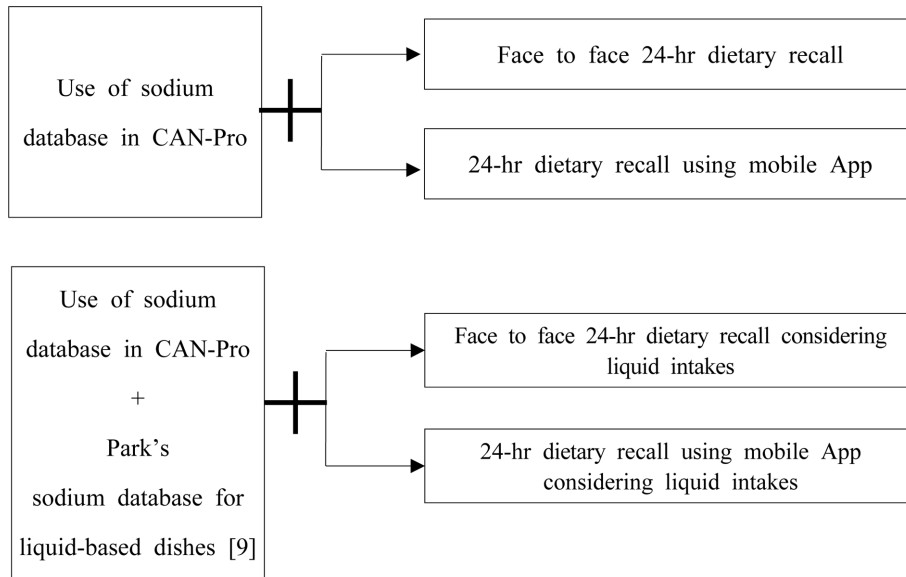 Use of sodium
database in CAN-Pro
Face to face 24-hr dietary recall
24-hr dietary recall using mobile App
Use of sodium
database in CAN-Pro
+
Park's
sodium database for
liquid-based dishes [9]
Face to face 24-hr dietary recall considering
liquid intakes
24-hr dietary recall using mobile App
considering liquid intakes